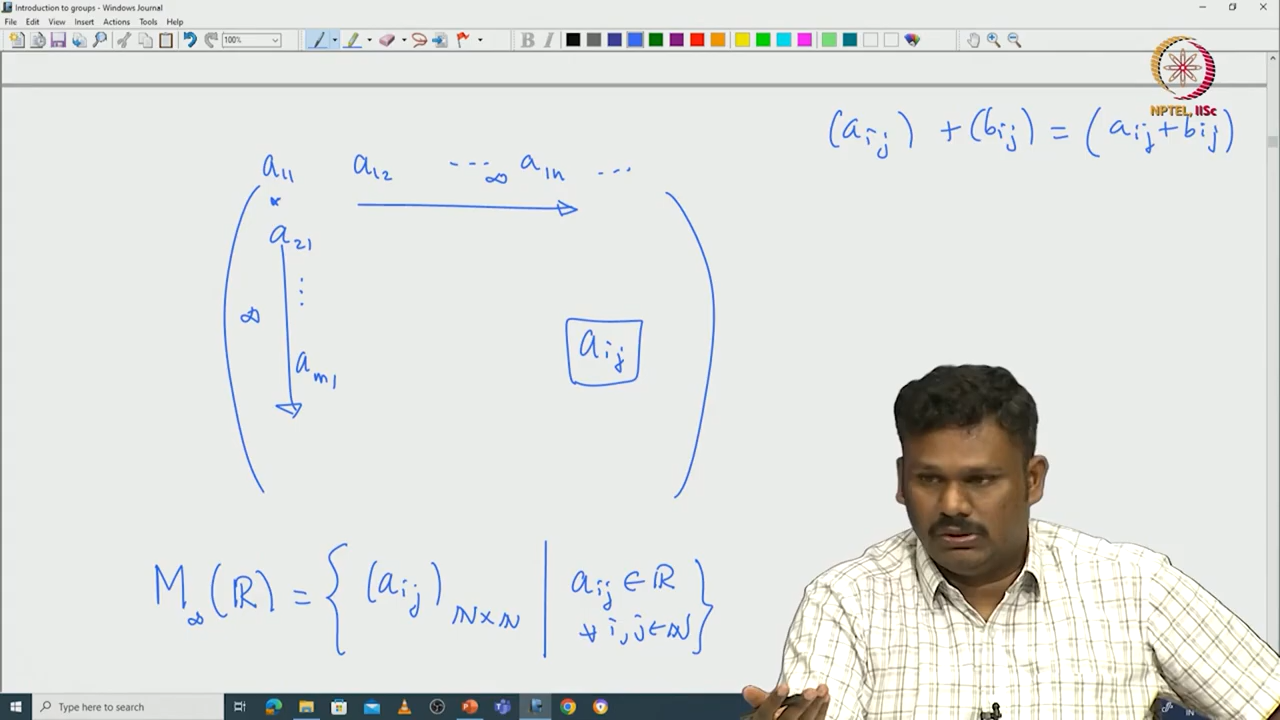 Introduction to groups - Windows Journal
File Edit View Insert Actions Tools Help
100%
B I
NPTEL, IISc
(aᵢⱼ) + (bᵢⱼ) = (aᵢⱼ + bᵢⱼ)
a₁₁ a₁₂ ... ∞ a₁ₙ ...
a₂₁
⋮
∞ aᵢⱼ
aₘ₁
M∞(ℝ) = { (aᵢⱼ)ℕ×ℕ | aᵢⱼ ∈ ℝ
∀ i, j ∈ ℕ }
Type here to search
IN